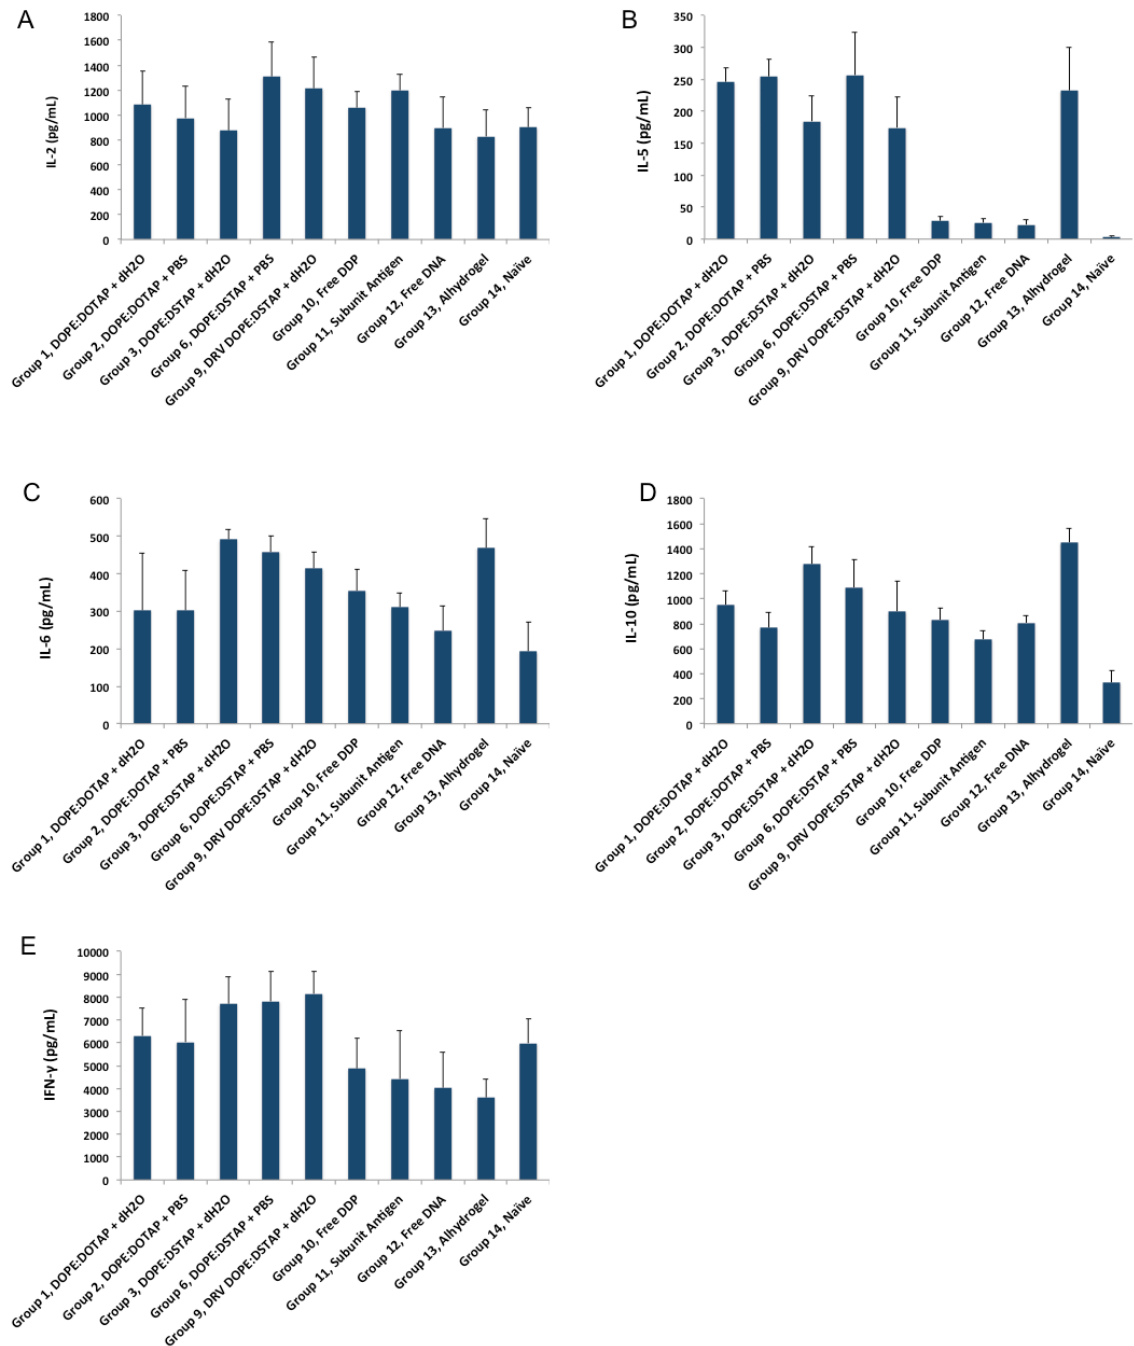 A
IL-2 (pg/mL)
1800
1600
1400
1200
1000
800
600
400
200
0
Group 1, DOPE:DOTAP + dH2O
Group 2, DOPE:DOTAP + PBS
Group 3, DOPE:DSTAP + dH2O
Group 6, DOPE:DSTAP + PBS
Group 9, DRV DOPE:DSTAP + dH2O
Group 10, Free DDP
Group 11, Subunit Antigen
Group 12, Free DNA
Group 13, Alhydrogel
Group 14, Naïve
B
IL-5 (pg/mL)
350
300
250
200
150
100
50
0
Group 1, DOPE:DOTAP + dH2O
Group 2, DOPE:DOTAP + PBS
Group 3, DOPE:DSTAP + dH2O
Group 6, DOPE:DSTAP + PBS
Group 9, DRV DOPE:DSTAP + dH2O
Group 10, Free DDP
Group 11, Subunit Antigen
Group 12, Free DNA
Group 13, Alhydrogel
Group 14, Naïve
C
IL-6 (pg/mL)
600
500
400
300
200
100
0
Group 1, DOPE:DOTAP + dH2O
Group 2, DOPE:DOTAP + PBS
Group 3, DOPE:DSTAP + dH2O
Group 6, DOPE:DSTAP + PBS
Group 9, DRV DOPE:DSTAP + dH2O
Group 10, Free DDP
Group 11, Subunit Antigen
Group 12, Free DNA
Group 13, Alhydrogel
Group 14, Naïve
D
IL-10 (pg/mL)
1800
1600
1400
1200
1000
800
600
400
200
0
Group 1, DOPE:DOTAP + dH2O
Group 2, DOPE:DOTAP + PBS
Group 3, DOPE:DSTAP + dH2O
Group 6, DOPE:DSTAP + PBS
Group 9, DRV DOPE:DSTAP + dH2O
Group 10, Free DDP
Group 11, Subunit Antigen
Group 12, Free DNA
Group 13, Alhydrogel
Group 14, Naïve
E
IFN-γ (pg/mL)
10000
9000
8000
7000
6000
5000
4000
3000
2000
1000
0
Group 1, DOPE:DOTAP + dH2O
Group 2, DOPE:DOTAP + PBS
Group 3, DOPE:DSTAP + dH2O
Group 6, DOPE:DSTAP + PBS
Group 9, DRV DOPE:DSTAP + dH2O
Group 10, Free DDP
Group 11, Subunit Antigen
Group 12, Free DNA
Group 13, Alhydrogel
Group 14, Naïve